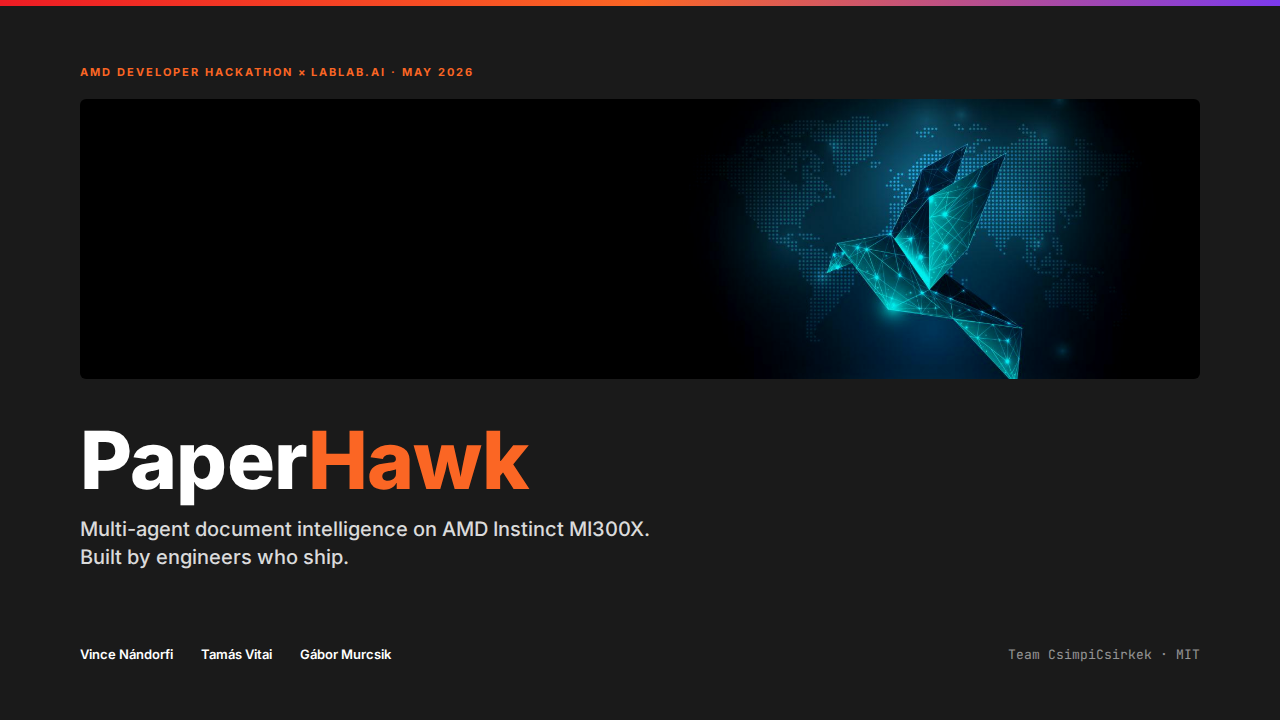 AMD DEVELOPER HACKATHON × LABLAB.AI · MAY 2026
PaperHawk
Multi-agent document intelligence on AMD Instinct MI300X.
Built by engineers who ship.
Vince Nándorfi Tamás Vitai Gábor Murcsik
Team CsimpiCsirkek · MIT